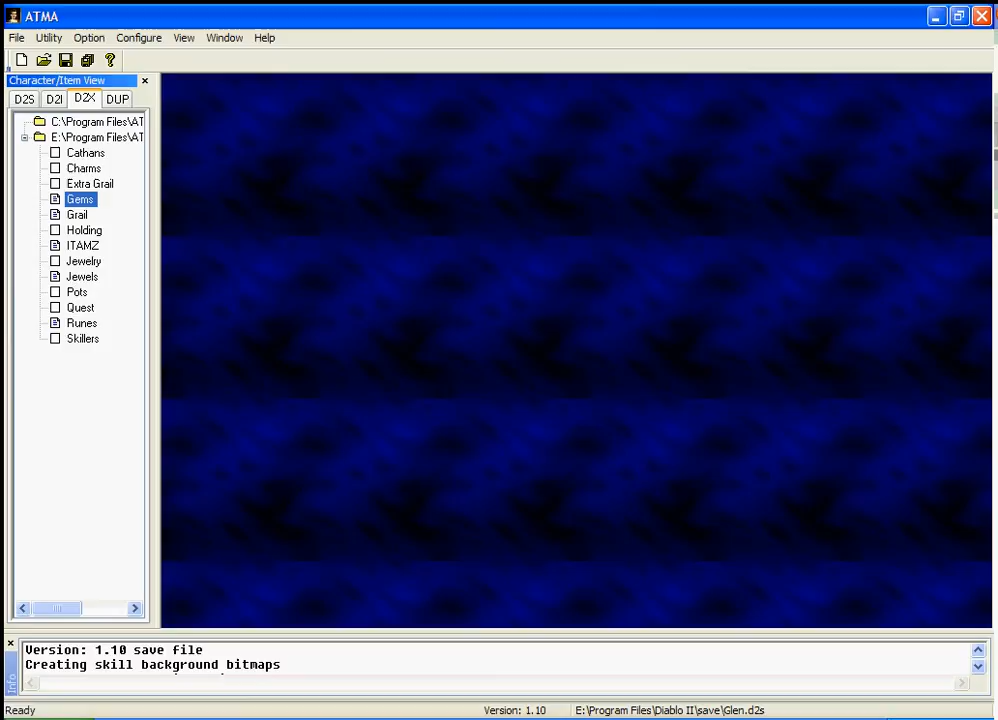 ATMA
File Utility Option Configure View Window Help
Character/Item View
D2S D2I D2X DUP
C:\Program Files\AT
E:\Program Files\AT
Cathans
Charms
Extra Grail
Gems
Grail
Holding
ITAMZ
Jewelry
Jewels
Pots
Quest
Runes
Skillers
Version: 1.10 save file
Creating skill background bitmaps
Info
Ready Version: 1.10 E:\Program Files\Diablo II\save\Glen.d2s